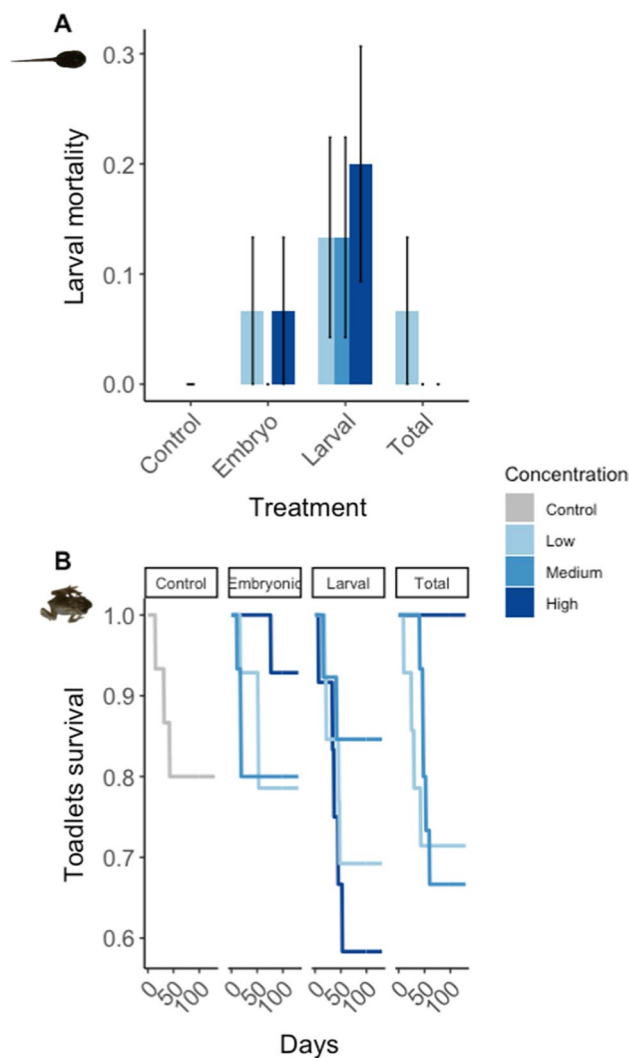 A
Larval mortality
0.3
0.2
0.1
0.0
Control
Embryo
Larval
Total
Treatment
Concentration
Control
Low
Medium
High
B
Control
Embryonic
Larval
Total
Toadlets survival
1.0
0.9
0.8
0.7
0.6
0 50 100
0 50 100
0 50 100
0 50 100
Days